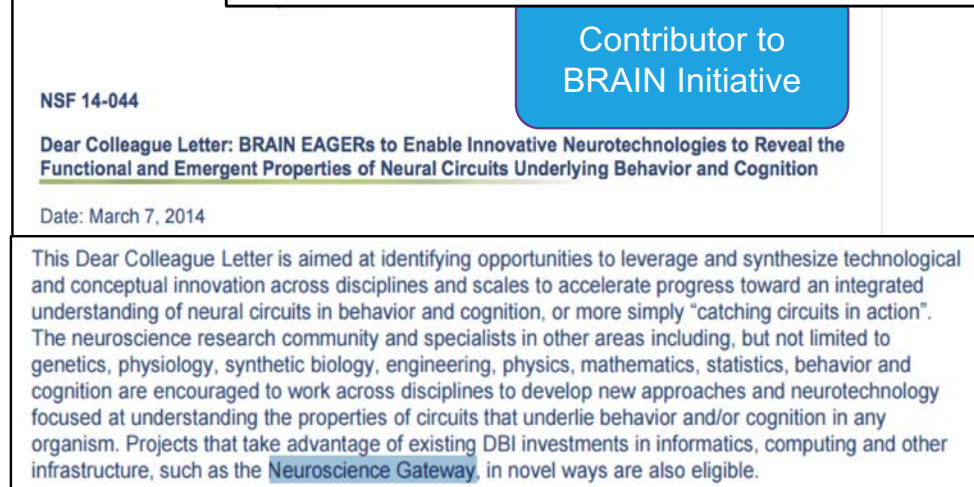 Contributor to
BRAIN Initiative
NSF 14-044
Dear Colleague Letter: BRAIN EAGERs to Enable Innovative Neurotechnologies to Reveal the
Functional and Emergent Properties of Neural Circuits Underlying Behavior and Cognition
Date: March 7, 2014
This Dear Colleague Letter is aimed at identifying opportunities to leverage and synthesize technological
and conceptual innovation across disciplines and scales to accelerate progress toward an integrated
understanding of neural circuits in behavior and cognition, or more simply “catching circuits in action”.
The neuroscience research community and specialists in other areas including, but not limited to
genetics, physiology, synthetic biology, engineering, physics, mathematics, statistics, behavior and
cognition are encouraged to work across disciplines to develop new approaches and neurotechnology
focused at understanding the properties of circuits that underlie behavior and/or cognition in any
organism. Projects that take advantage of existing DBI investments in informatics, computing and other
infrastructure, such as the Neuroscience Gateway, in novel ways are also eligible.